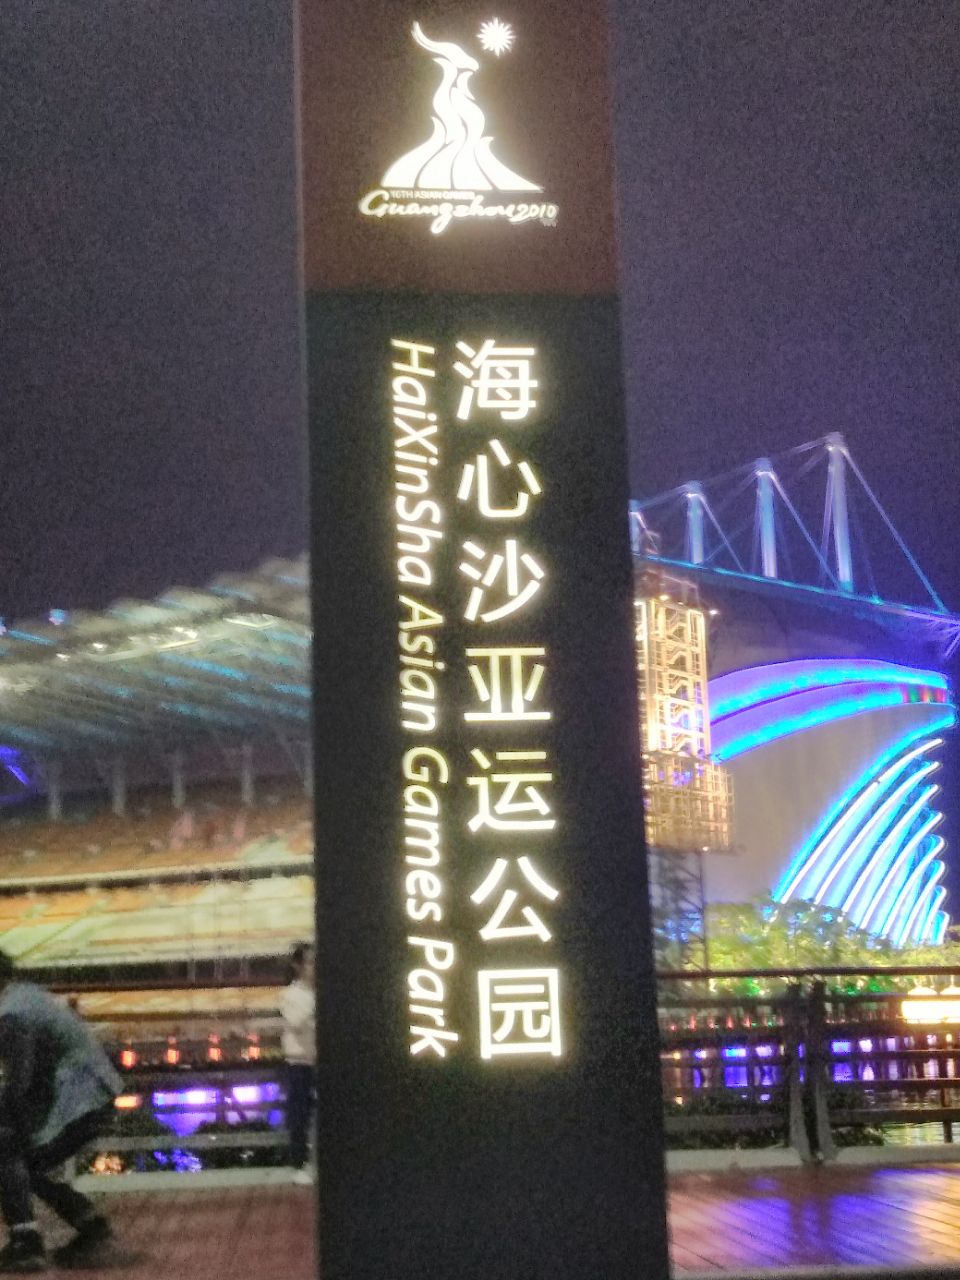 16TH ASIAN GAMES
Guangzhou 2010
海心沙亚运公园
HaiXinSha Asian Games Park